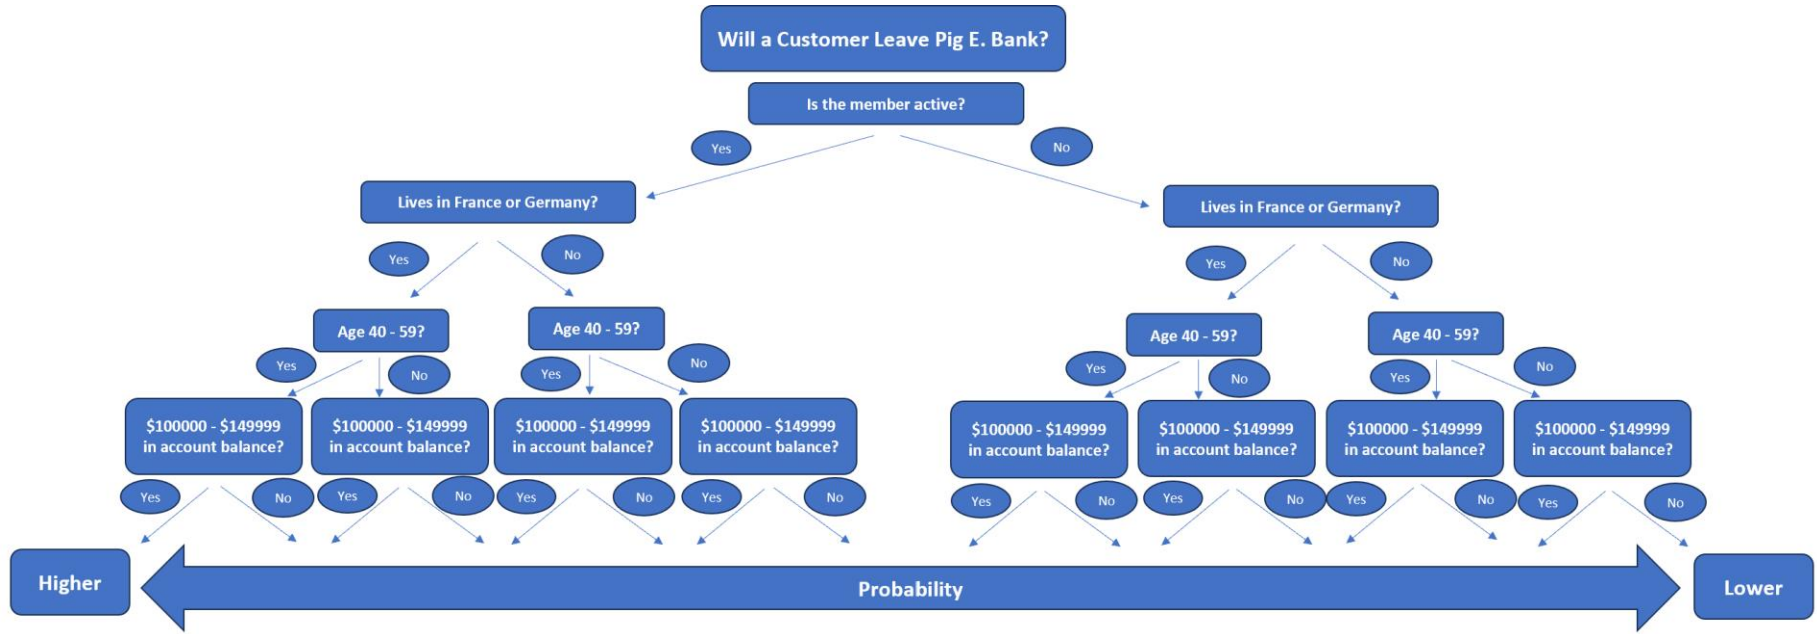 Will a Customer Leave Pig E. Bank?
Is the member active?
Yes
No
Lives in France or Germany?
Lives in France or Germany?
Yes
No
Yes
No
Age 40 - 59?
Age 40 - 59?
Age 40 - 59?
Age 40 - 59?
Yes
No
Yes
No
Yes
No
Yes
No
$100000 - $149999
in account balance?
$100000 - $149999
in account balance?
$100000 - $149999
in account balance?
$100000 - $149999
in account balance?
$100000 - $149999
in account balance?
$100000 - $149999
in account balance?
$100000 - $149999
in account balance?
$100000 - $149999
in account balance?
Yes
No
Yes
No
Yes
No
Yes
No
Yes
No
Yes
No
Yes
No
Yes
No
Higher
Probability
Lower